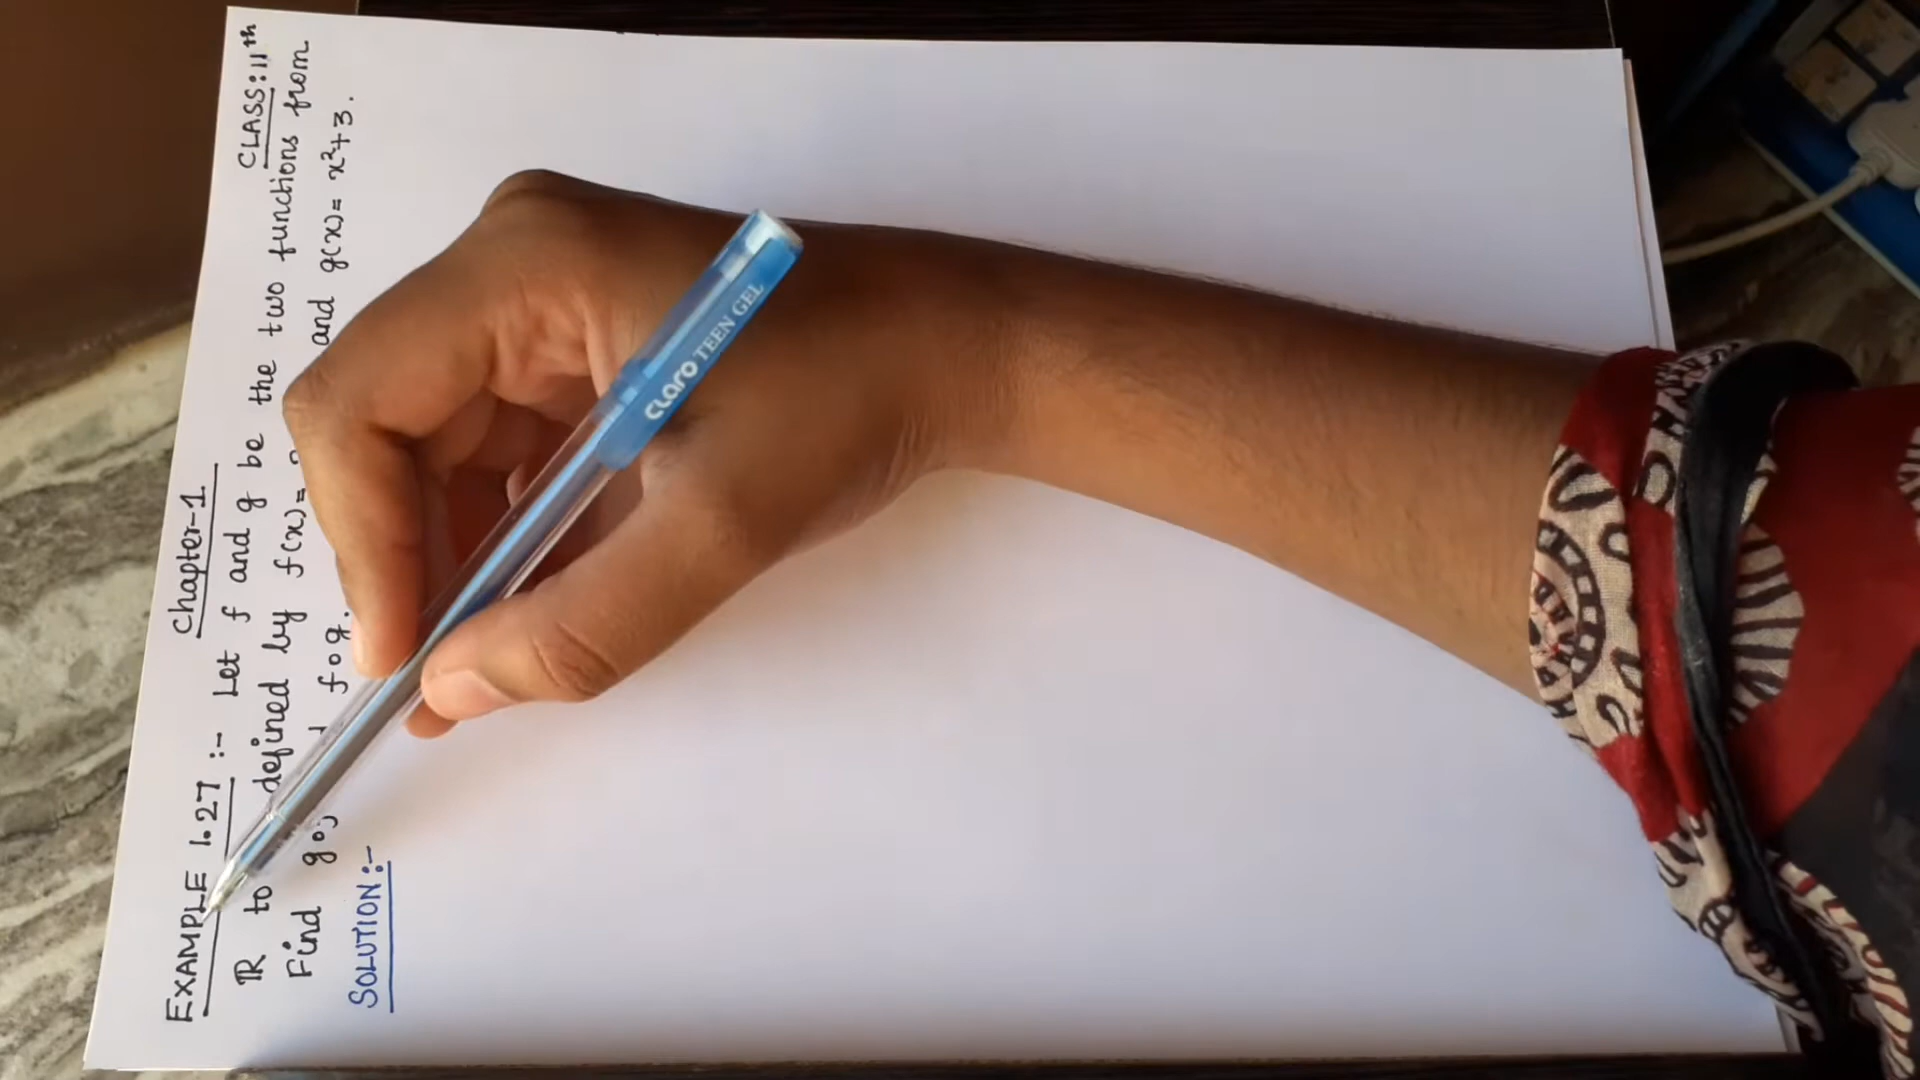 Chapter-1
CLASS:11th
EXAMPLE 1.27 :- Let f and g be the two functions from
ℝ to defined by f(x)= and g(x)= x²+3.
Find fog.
SOLUTION:-
CLARO TEEN GEL